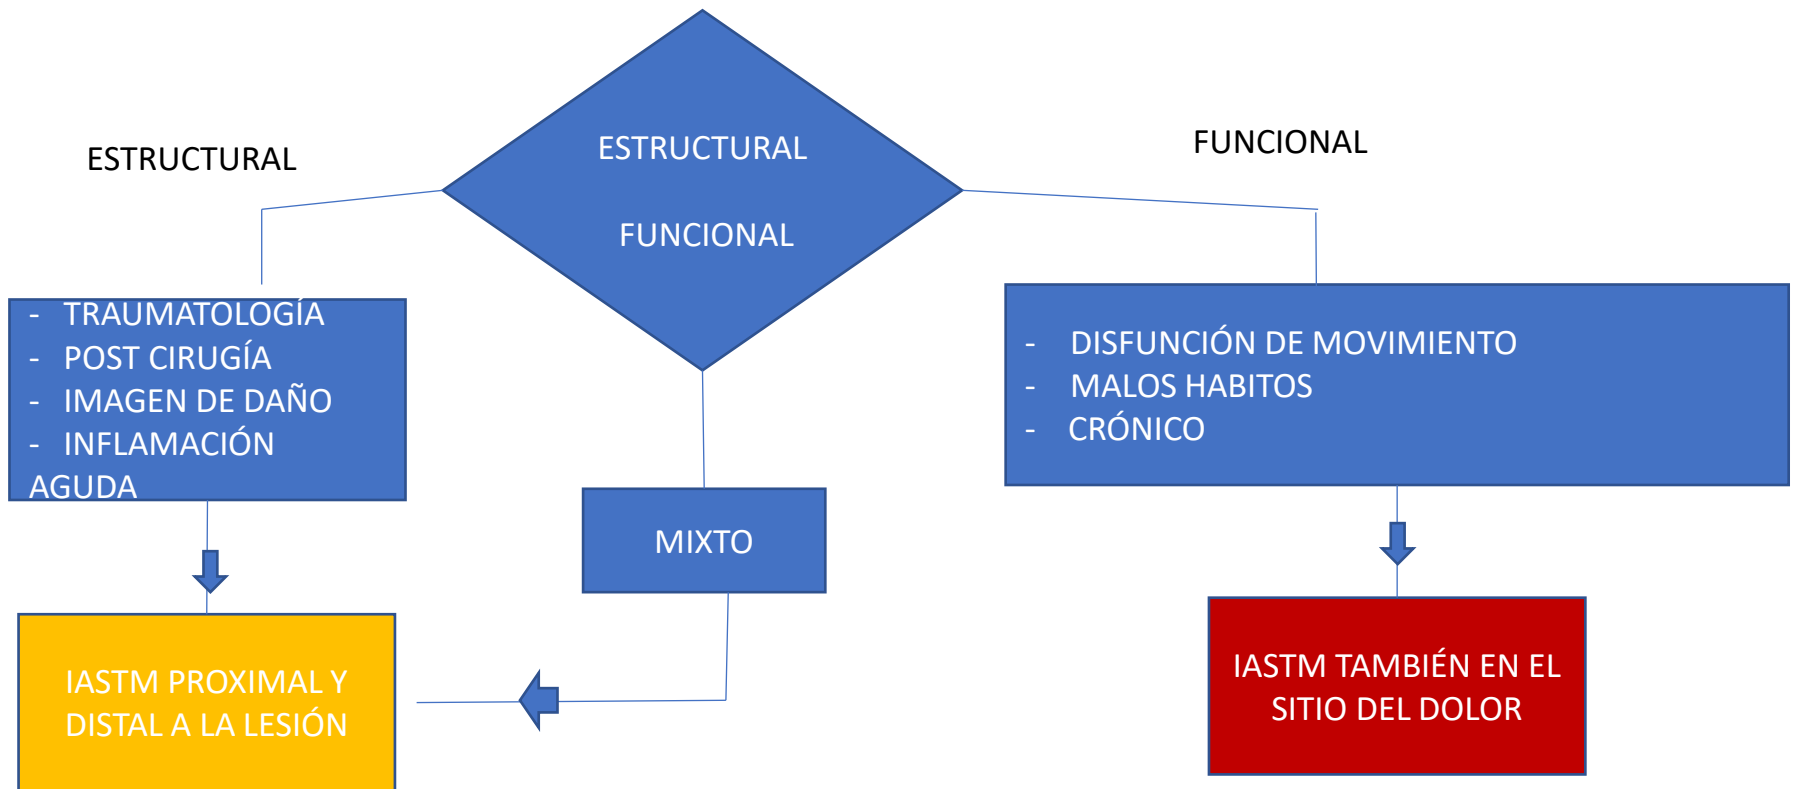 ESTRUCTURAL
ESTRUCTURAL
FUNCIONAL
FUNCIONAL
- TRAUMATOLOGÍA
- POST CIRUGÍA
- IMAGEN DE DAÑO
- INFLAMACIÓN
AGUDA
- DISFUNCIÓN DE MOVIMIENTO
- MALOS HABITOS
- CRÓNICO
MIXTO
IASTM PROXIMAL Y
DISTAL A LA LESIÓN
IASTM TAMBIÉN EN EL
SITIO DEL DOLOR